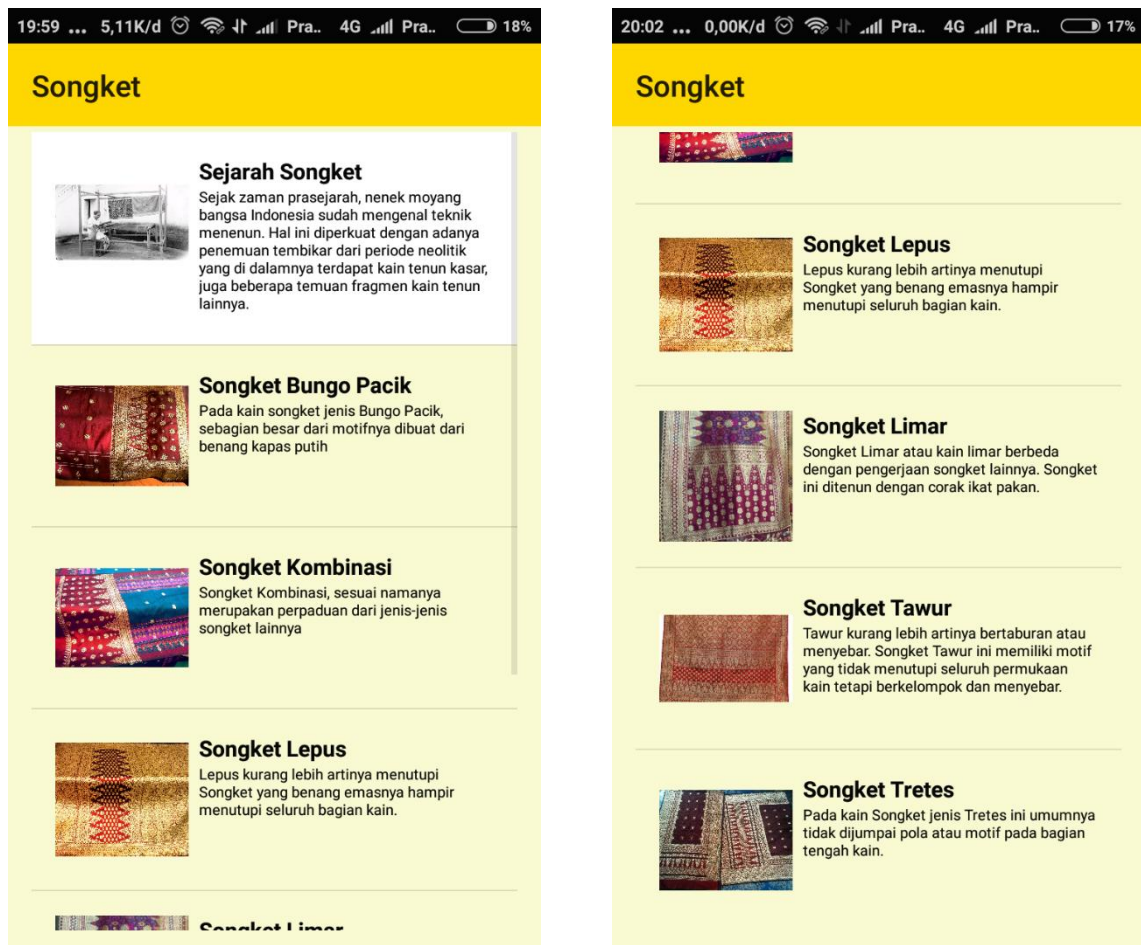 19:59 ... 5,11K/d Pra.. 4G Pra.. 18%
Songket
Sejarah Songket
Sejak zaman prasejarah, nenek moyang
bangsa Indonesia sudah mengenal teknik
menenun. Hal ini diperkuat dengan adanya
penemuan tembikar dari periode neolitik
yang di dalamnya terdapat kain tenun kasar,
juga beberapa temuan fragmen kain tenun
lainnya.
Songket Bungo Pacik
Pada kain songket jenis Bungo Pacik,
sebagian besar dari motifnya dibuat dari
benang kapas putih
Songket Kombinasi
Songket Kombinasi, sesuai namanya
merupakan perpaduan dari jenis-jenis
songket lainnya
Songket Lepus
Lepus kurang lebih artinya menutupi
Songket yang benang emasnya hampir
menutupi seluruh bagian kain.
Songket Limar
20:02 ... 0,00K/d Pra.. 4G Pra.. 17%
Songket
Songket Lepus
Lepus kurang lebih artinya menutupi
Songket yang benang emasnya hampir
menutupi seluruh bagian kain.
Songket Limar
Songket Limar atau kain limar berbeda
dengan pengerjaan songket lainnya. Songket
ini ditenun dengan corak ikat pakan.
Songket Tawur
Tawur kurang lebih artinya bertaburan atau
menyebar. Songket Tawur ini memiliki motif
yang tidak menutupi seluruh permukaan
kain tetapi berkelompok dan menyebar.
Songket Tretes
Pada kain Songket jenis Tretes ini umumnya
tidak dijumpai pola atau motif pada bagian
tengah kain.